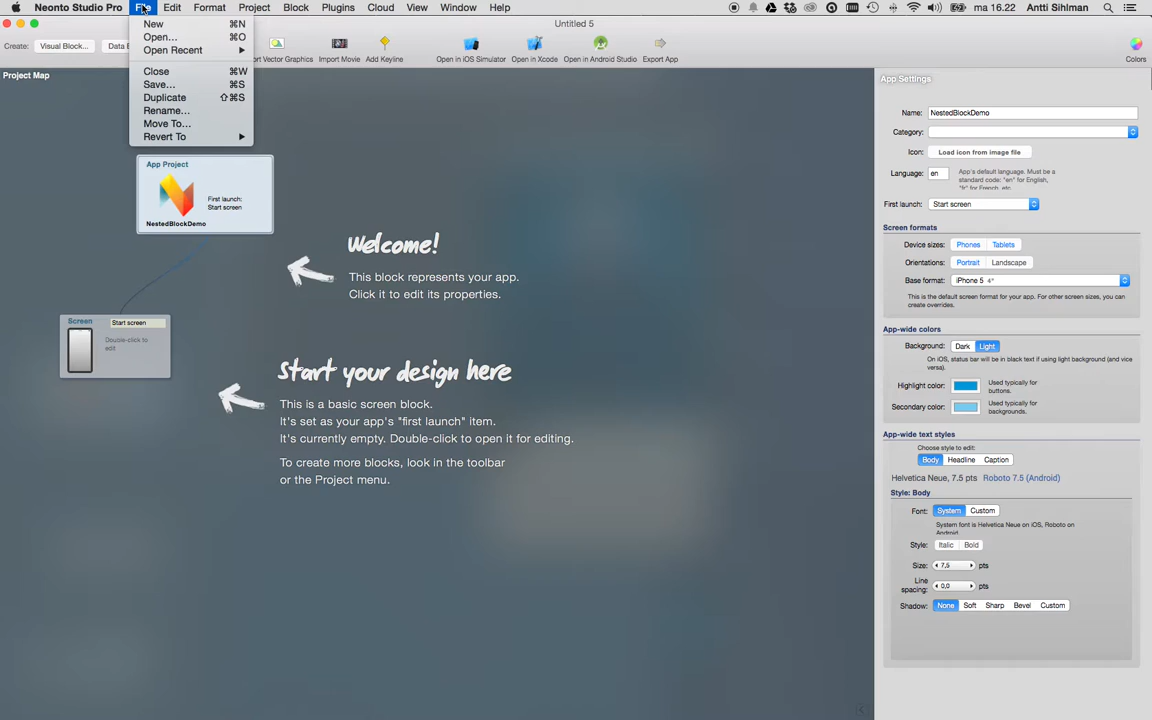 Neonto Studio Pro File Edit Format Project Block Plugins Cloud View Window Help ma 16.22 Antti Sihlman
Untitled 5
New ⌘N
Open... ⌘O
Open Recent
Close ⌘W
Save... ⌘S
Duplicate ⇧⌘S
Rename...
Move To...
Revert To
Create: Visual Block... Data B
ort Vector Graphics Import Movie Add Keyline Open in iOS Simulator Open in Xcode Open in Android Studio Export App Colors
Project Map
App Project
First launch:
Start screen
NestedBlockDemo
Welcome!
This block represents your app.
Click it to edit its properties.
Screen Start screen
Double-click to
edit
Start your design here
This is a basic screen block.
It's set as your app's "first launch" item.
It's currently empty. Double-click to open it for editing.
To create more blocks, look in the toolbar
or the Project menu.
App Settings
Name: NestedBlockDemo
Category:
Icon: Load icon from image file
Language: en App's default language. Must be a
standard code: "en" for English,
"fr" for French, etc.
First launch: Start screen
Screen formats
Device sizes: Phones Tablets
Orientations: Portrait Landscape
Base format: iPhone 5 4"
This is the default screen format for your app. For other screen sizes, you can
create overrides.
App-wide colors
Background: Dark Light
On iOS, status bar will be in black text if using light background (and vice
versa).
Highlight color: Used typically for
buttons.
Secondary color: Used typically for
backgrounds.
App-wide text styles
Choose style to edit:
Body Headline Caption
Helvetica Neue, 7.5 pts Roboto 7.5 (Android)
Style: Body
Font: System Custom
System font is Helvetica Neue on iOS, Roboto on
Android.
Style: Italic Bold
Size: 7,5 pts
Line
spacing: 0,0 pts
Shadow: None Soft Sharp Bevel Custom